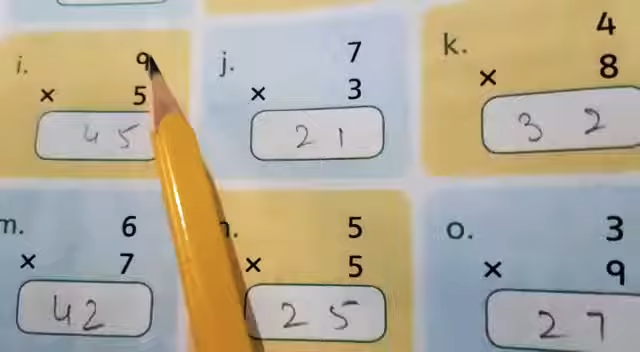 i. 9
× 5
45
j. 7
× 3
21
k. 4
× 8
32
m. 6
× 7
42
n. 5
× 5
25
o. 3
× 9
27